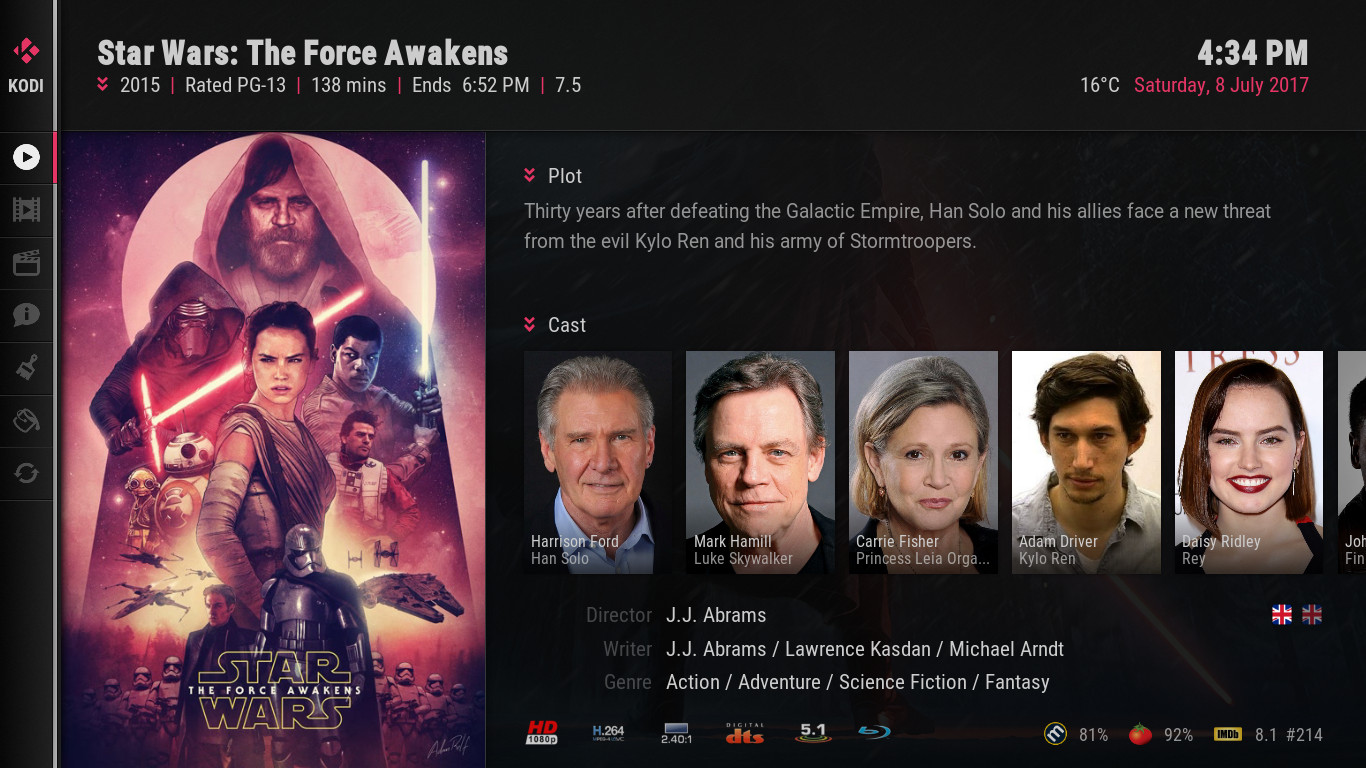 KODI
Star Wars: The Force Awakens
2015 | Rated PG-13 | 138 mins | Ends 6:52 PM | 7.5
4:34 PM
16°C Saturday, 8 July 2017
STAR
THE FORCE AWAKENS
WARS
Plot
Thirty years after defeating the Galactic Empire, Han Solo and his allies face a new threat
from the evil Kylo Ren and his army of Stormtroopers.
Cast
Harrison Ford
Han Solo
Mark Hamill
Luke Skywalker
Carrie Fisher
Princess Leia Orga...
Adam Driver
Kylo Ren
TRESS
Daisy Ridley
Rey
Joh
Fin
Director J.J. Abrams
Writer J.J. Abrams / Lawrence Kasdan / Michael Arndt
Genre Action / Adventure / Science Fiction / Fantasy
HD
1080p
H.264
2.40:1
DIGITAL
dts
5.1
81% 92% IMDb 8.1 #214